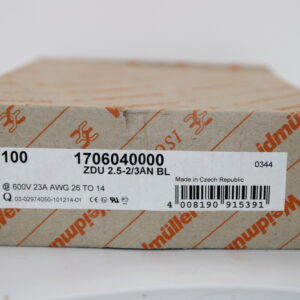 100 1706040000
ZDU 2.5-2/3AN BL
0344
600V 23A AWG 26 TO 14
Made in Czech Republic
Q 03-02974050-101214-01
4 008190 915391
Weidmüller